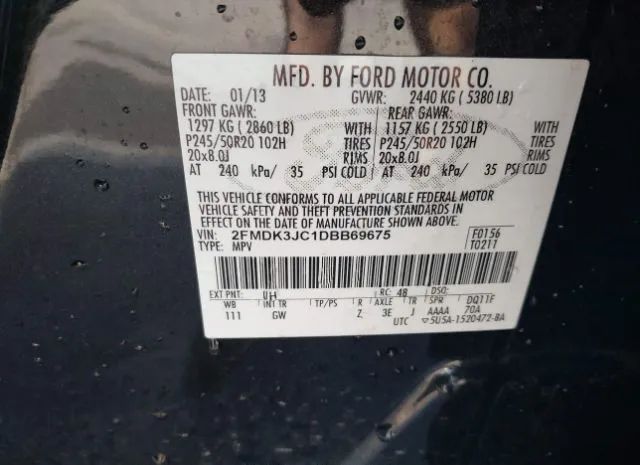 MFD. BY FORD MOTOR CO.
DATE: 01/13 GVWR: 2440 KG ( 5380 LB)
FRONT GAWR: REAR GAWR:
1297 KG ( 2860 LB) WITH 1157 KG ( 2550 LB) WITH
P245/50R20 102H TIRES P245/50R20 102H TIRES
20x8.0J RIMS 20x8.0J RIMS
AT 240 kPa/ 35 PSI COLD AT 240 kPa/ 35 PSI COLD
THIS VEHICLE CONFORMS TO ALL APPLICABLE FEDERAL MOTOR
VEHICLE SAFETY AND THEFT PREVENTION STANDARDS IN
EFFECT ON THE DATE OF MANUFACTURE SHOWN ABOVE.
VIN: 2FMDK3JC1DBB69675 F0156
TYPE: MPV T0217
EXT PNT: UH RC: 48 DSO:
WB INT TR TP/PS R AXLE TR SPR DQ11F
111 GW Z 3E J AAAA 70A
UTC ▽5U5A-1520472-BA